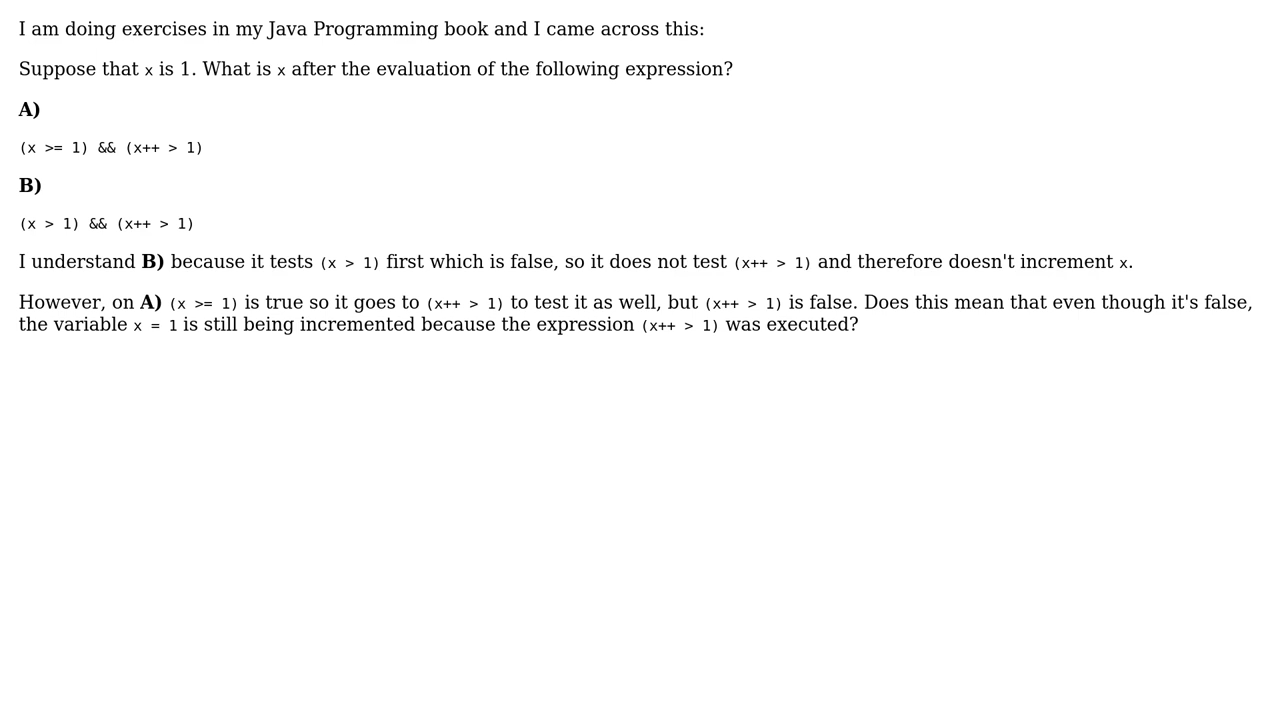 I am doing exercises in my Java Programming book and I came across this:
Suppose that x is 1. What is x after the evaluation of the following expression?
A)
(x >= 1) && (x++ > 1)
B)
(x > 1) && (x++ > 1)
I understand B) because it tests (x > 1) first which is false, so it does not test (x++ > 1) and therefore doesn't increment x.
However, on A) (x >= 1) is true so it goes to (x++ > 1) to test it as well, but (x++ > 1) is false. Does this mean that even though it's false,
the variable x = 1 is still being incremented because the expression (x++ > 1) was executed?